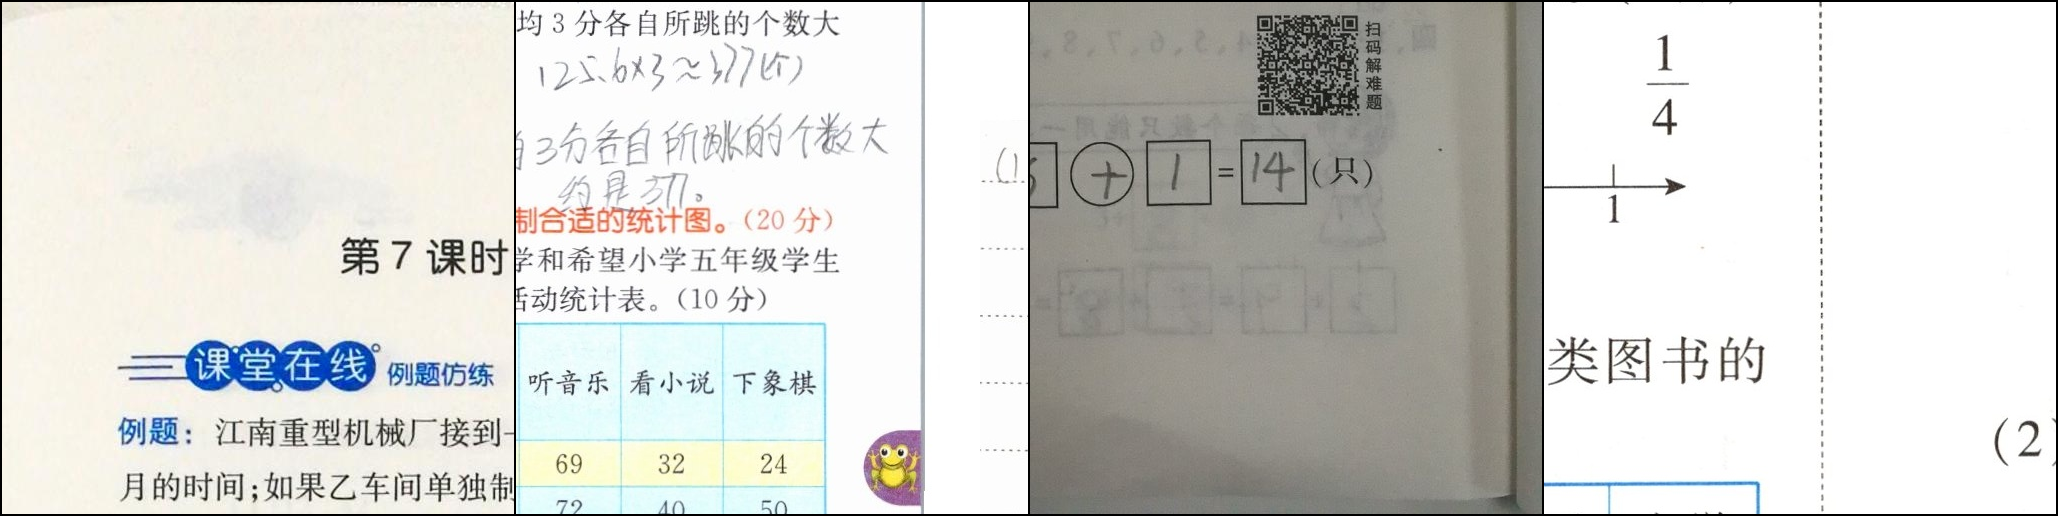 第7课时
课堂在线 例题仿练
例题：江南重型机械厂接到
月的时间;如果乙车间单独制
均3分各自所跳的个数大
125.6×3≈377(个)
3分各自所跳的个数大
约是377。
制合适的统计图。(20分)
学和希望小学五年级学生
活动统计表。(10分)
听音乐 看小说 下象棋
69 32 24
72 40 50
(1
扫码解难题
+ 1 = 14 (只)
1/4
1
类图书的
(2)